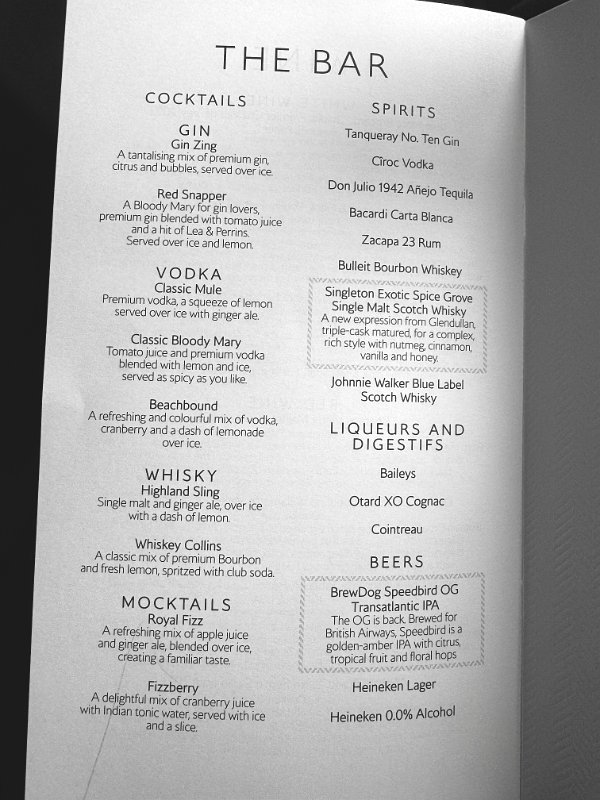 THE BAR
COCKTAILS
GIN
Gin Zing
A tantalising mix of premium gin,
citrus and bubbles, served over ice.
Red Snapper
A Bloody Mary for gin lovers,
premium gin blended with tomato juice
and a hit of Lea & Perrins.
Served over ice and lemon.
VODKA
Classic Mule
Premium vodka, a squeeze of lemon
served over ice with ginger ale.
Classic Bloody Mary
Tomato juice and premium vodka
blended with lemon and ice,
served as spicy as you like.
Beachbound
A refreshing and colourful mix of vodka,
cranberry and a dash of lemonade
over ice.
WHISKY
Highland Sling
Single malt and ginger ale, over ice
with a dash of lemon.
Whiskey Collins
A classic mix of premium Bourbon
and fresh lemon, spritzed with club soda.
MOCKTAILS
Royal Fizz
A refreshing mix of apple juice
and ginger ale, blended over ice,
creating a familiar taste.
Fizzberry
A delightful mix of cranberry juice
with Indian tonic water, served with ice
and a slice.
SPIRITS
Tanqueray No. Ten Gin
Cîroc Vodka
Don Julio 1942 Añejo Tequila
Bacardi Carta Blanca
Zacapa 23 Rum
Bulleit Bourbon Whiskey
Singleton Exotic Spice Grove
Single Malt Scotch Whisky
A new expression from Glendullan,
triple-cask matured, for a complex,
rich style with nutmeg, cinnamon,
vanilla and honey.
Johnnie Walker Blue Label
Scotch Whisky
LIQUEURS AND
DIGESTIFS
Baileys
Otard XO Cognac
Cointreau
BEERS
BrewDog Speedbird OG
Transatlantic IPA
The OG is back. Brewed for
British Airways, Speedbird is a
golden-amber IPA with citrus,
tropical fruit and floral hops
Heineken Lager
Heineken 0.0% Alcohol